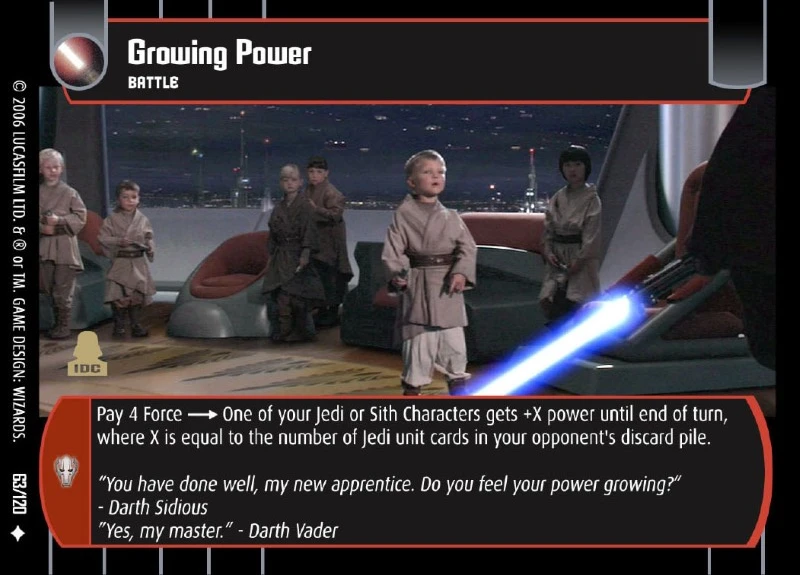 Growing Power
BATTLE
© 2006 LUCASFILM LTD. & ® or TM. GAME DESIGN: WIZARDS.
63/120
IDC
Pay 4 Force → One of your Jedi or Sith Characters gets +X power until end of turn,
where X is equal to the number of Jedi unit cards in your opponent's discard pile.
"You have done well, my new apprentice. Do you feel your power growing?"
- Darth Sidious
"Yes, my master." - Darth Vader